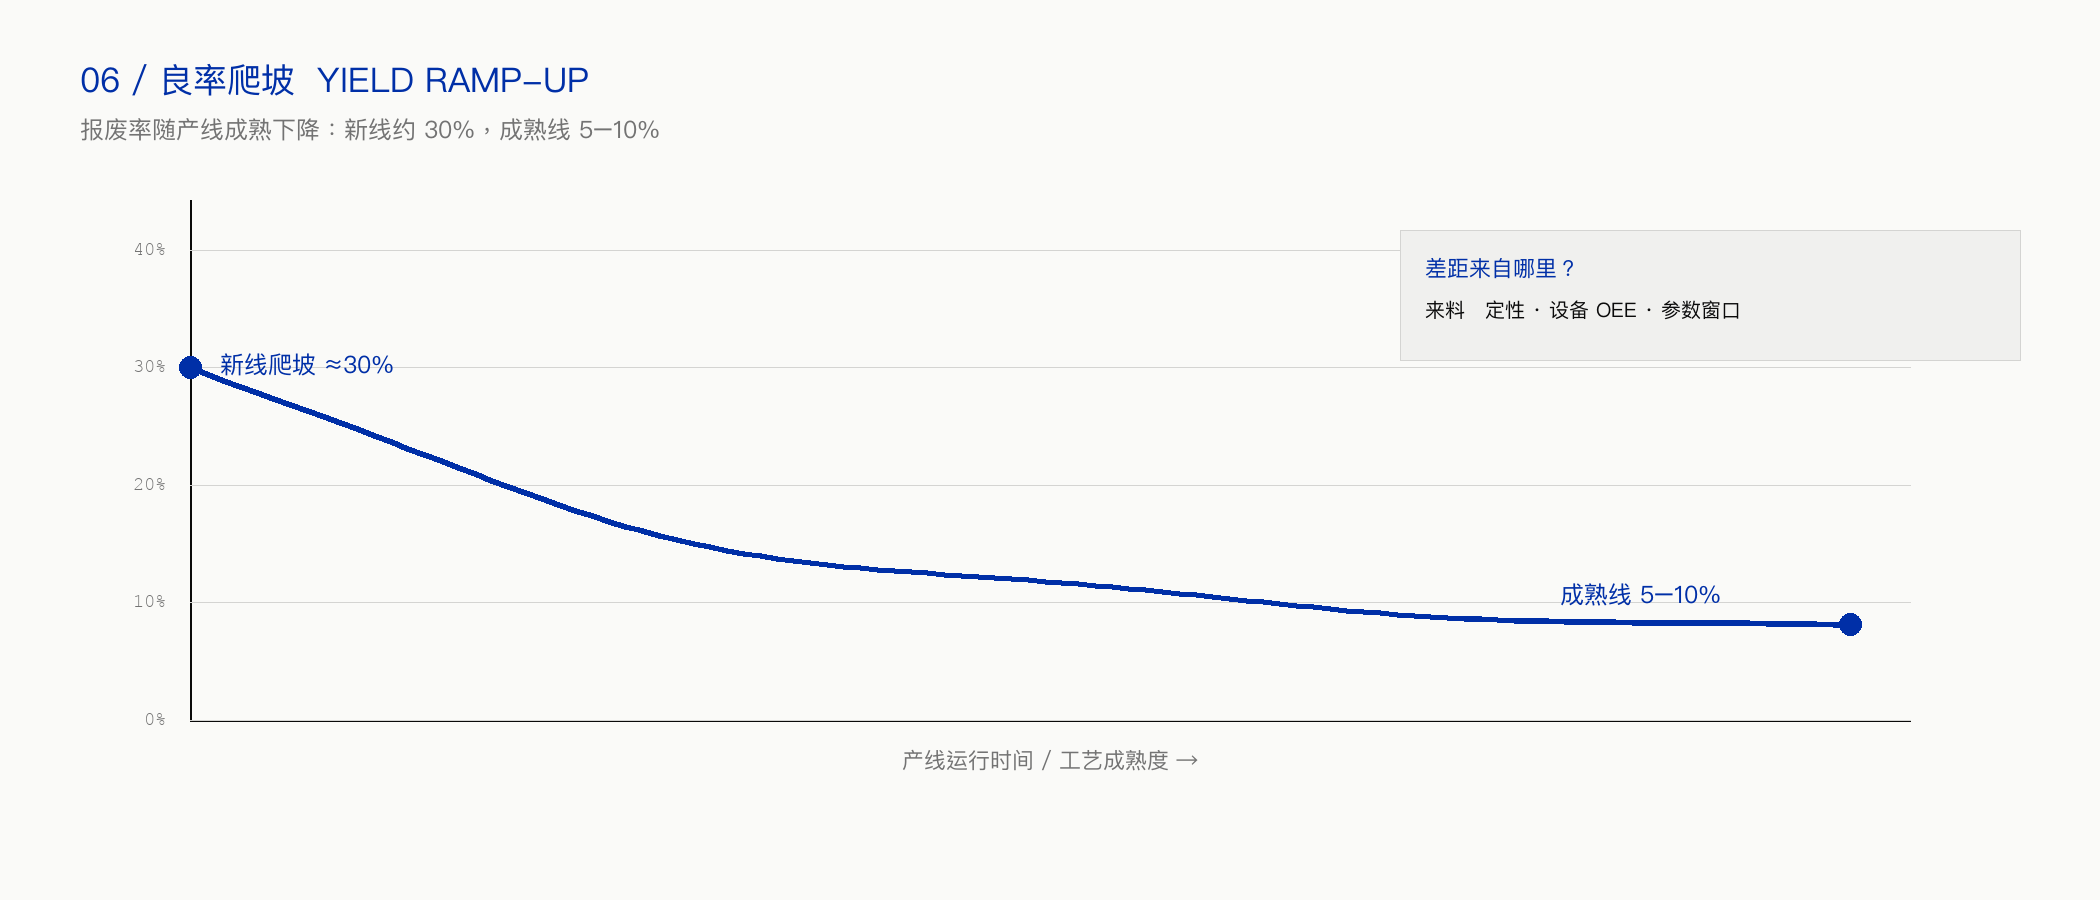 06 / 良率爬坡 YIELD RAMP–UP
报废率随产线成熟下降：新线约 30%，成熟线 5–10%
40%
差距来自哪里？
来料 定性 · 设备 OEE · 参数窗口
30%
新线爬坡 ≈30%
20%
10%
成熟线 5–10%
0%
产线运行时间 / 工艺成熟度 →